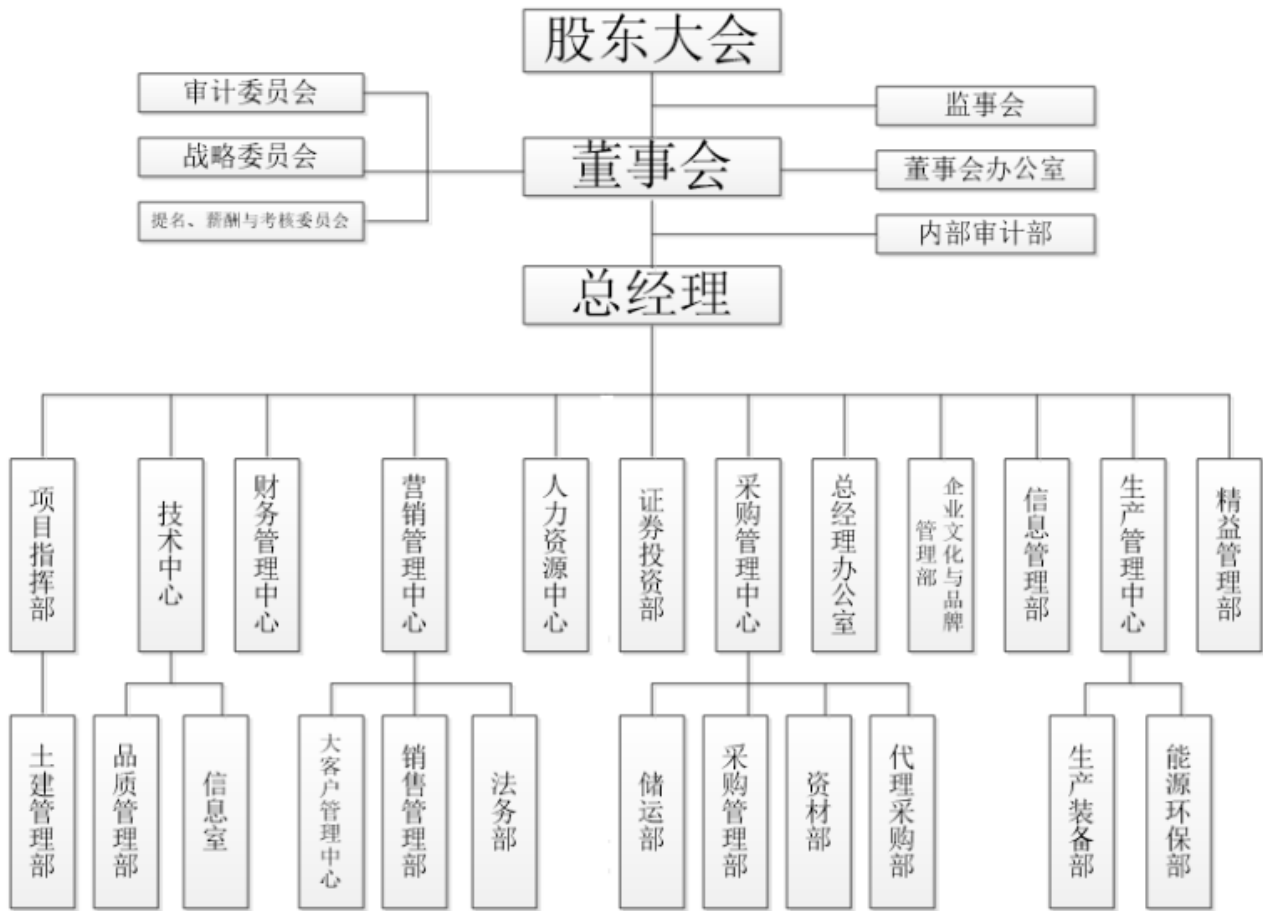 股东大会
审计委员会
监事会
战略委员会
董事会
董事会办公室
提名、薪酬与考核委员会
内部审计部
总经理
项目指挥部
技术中心
财务管理中心
营销管理中心
人力资源中心
证券投资部
采购管理中心
总经理办公室
企业文化与品牌
管理部
信息管理部
生产管理中心
精益管理部
土建管理部
品质管理部
信息室
大客户管理中心
销售管理部
法务部
储运部
采购管理部
资材部
代理采购部
生产装备部
能源环保部